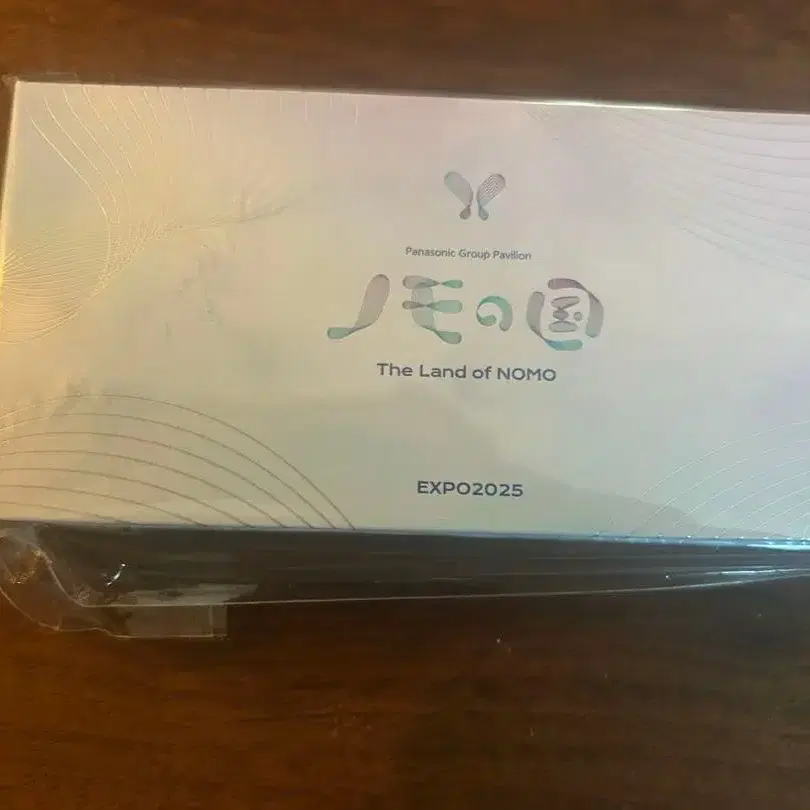 Panasonic Group Pavilion
ノモの国
The Land of NOMO
EXPO2025